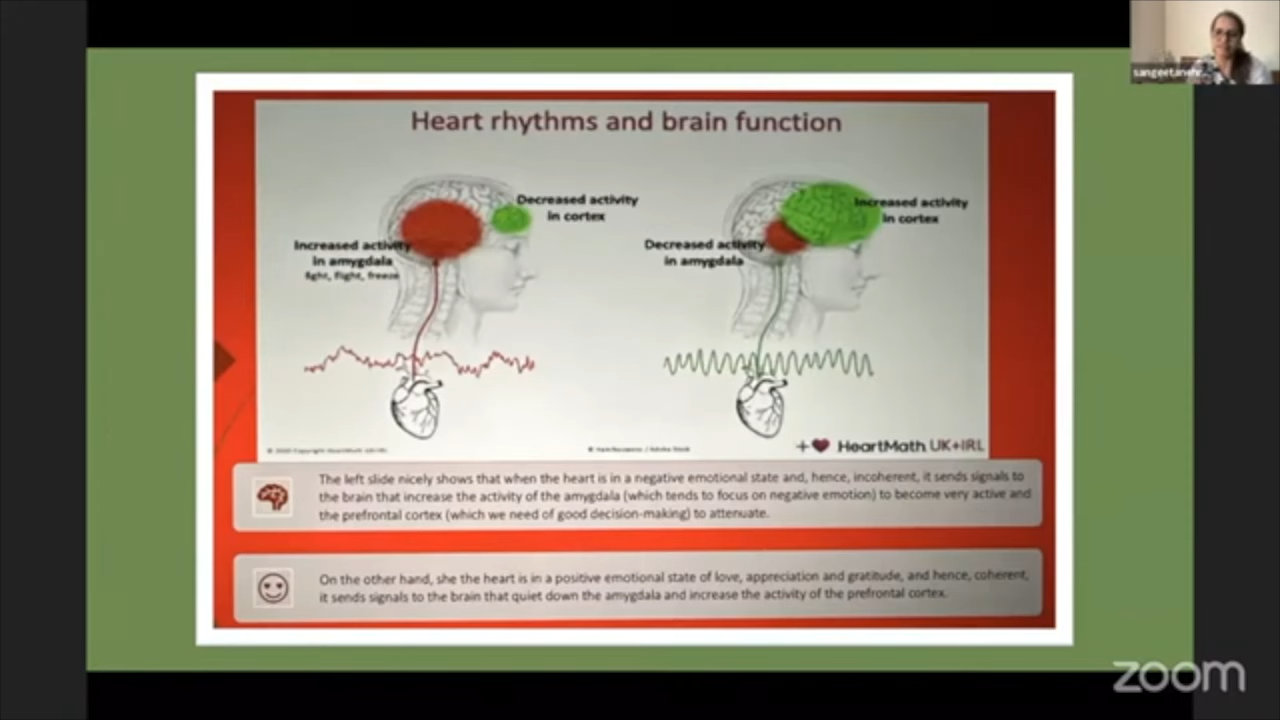 Heart rhythms and brain function
Decreased activity
in cortex
Increased activity
in amygdala
fight, flight, freeze
Increased activity
in cortex
Decreased activity
in amygdala
HeartMath UK+IRL
The left slide nicely shows that when the heart is in a negative emotional state and, hence, incoherent, it sends signals to
the brain that increase the activity of the amygdala (which tends to focus on negative emotion) to become very active and
the prefrontal cortex (which we need of good decision-making) to attenuate.
On the other hand, she the heart is in a positive emotional state of love, appreciation and gratitude, and hence, coherent,
it sends signals to the brain that quiet down the amygdala and increase the activity of the prefrontal cortex.
zoom